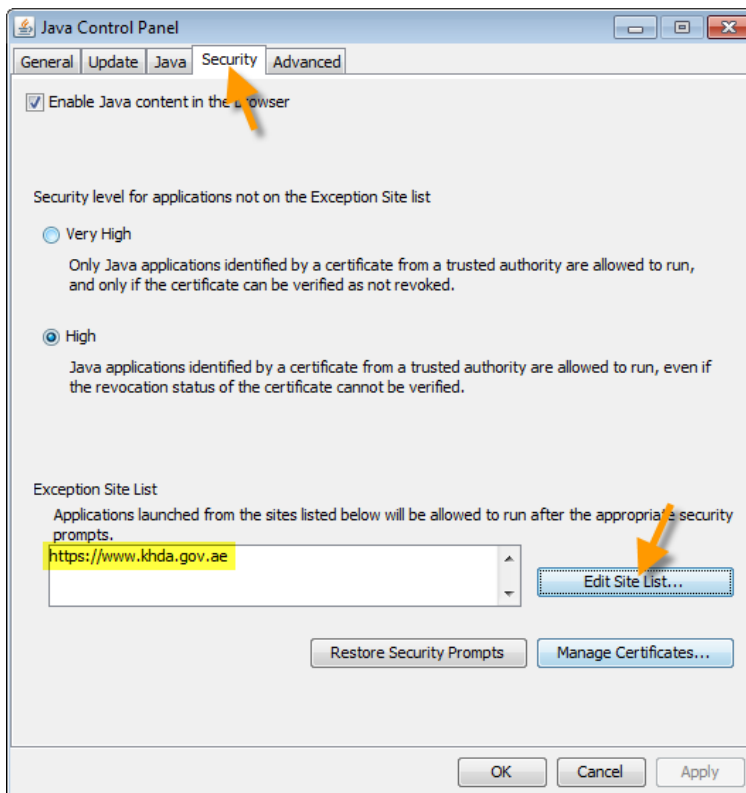 Java Control Panel
General Update Java Security Advanced
Enable Java content in the browser
Security level for applications not on the Exception Site list
Very High
Only Java applications identified by a certificate from a trusted authority are allowed to run,
and only if the certificate can be verified as not revoked.
High
Java applications identified by a certificate from a trusted authority are allowed to run, even if
the revocation status of the certificate cannot be verified.
Exception Site List
Applications launched from the sites listed below will be allowed to run after the appropriate security
prompts.
https://www.khda.gov.ae
Edit Site List...
Restore Security Prompts Manage Certificates...
OK Cancel Apply